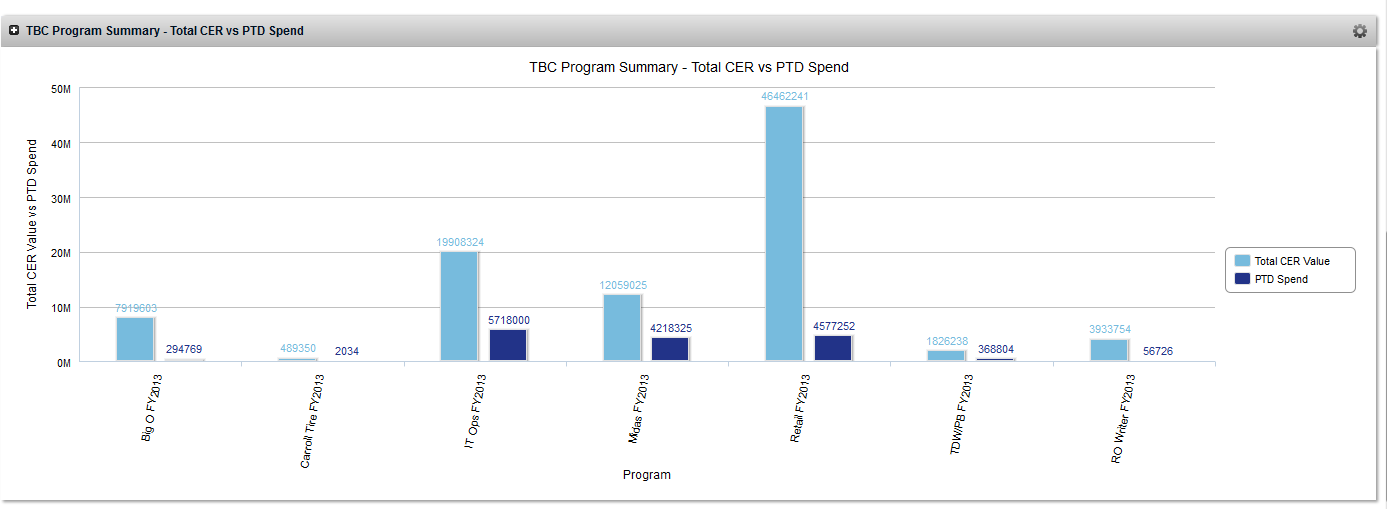 TBC Program Summary - Total CER vs PTD Spend
TBC Program Summary - Total CER vs PTD Spend
Total CER Value vs PTD Spend
50M
40M
30M
20M
10M
0M
7919603
294769
489350
2034
19908324
5718000
12059025
4218325
46462241
4577252
1826238
368804
3933754
56726
Big O FY2013
Carroll Tire FY2013
IT Ops FY2013
Midas FY2013
Retail FY2013
TDW/PB FY2013
RO Writer FY2013
Program
Total CER Value
PTD Spend